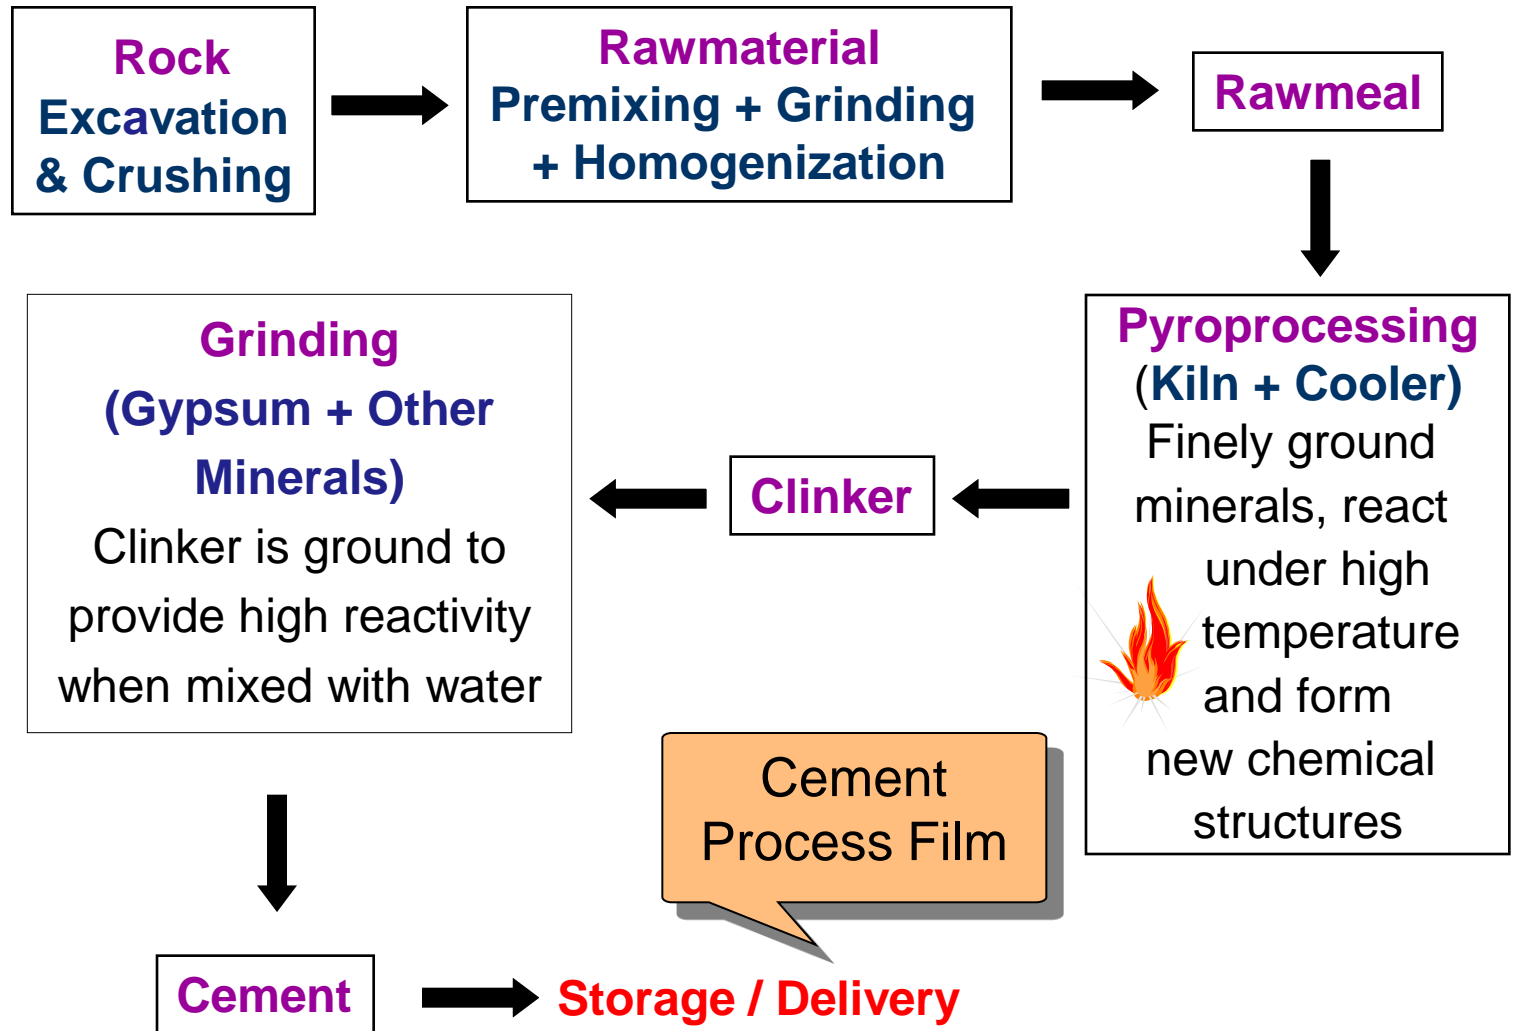 Rock
Excavation
& Crushing
Rawmaterial
Premixing + Grinding
+ Homogenization
Rawmeal
Pyroprocessing
(Kiln + Cooler)
Finely ground
minerals, react
under high
temperature
and form
new chemical
structures
Clinker
Grinding
(Gypsum + Other
Minerals)
Clinker is ground to
provide high reactivity
when mixed with water
Cement
Process Film
Cement
Storage / Delivery